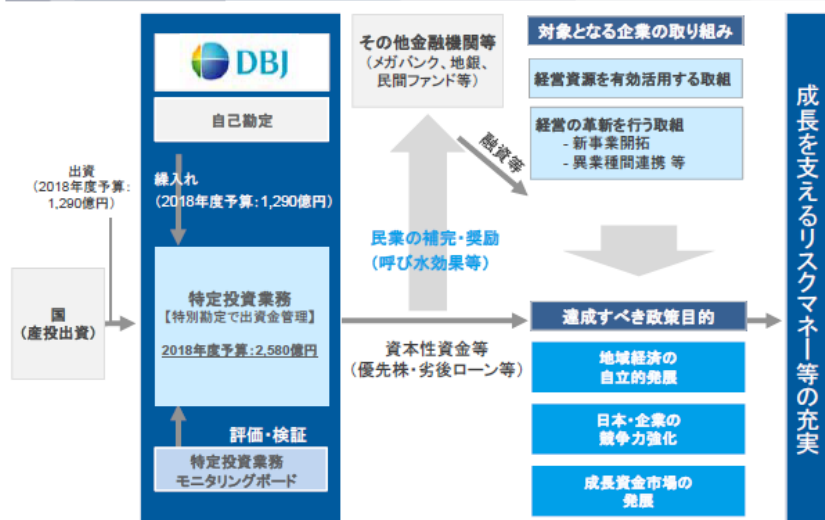 DBJ
自己勘定
出資
（2018年度予算：
1,290億円）
繰入れ
（2018年度予算：1,290億円）
国
（産投出資）
特定投資業務
【特別勘定で出資金管理】
2018年度予算：2,580億円
評価・検証
特定投資業務
モニタリングボード
その他金融機関等
（メガバンク、地銀、
民間ファンド等）
融資等
民業の補完・奨励
（呼び水効果等）
資本性資金等
（優先株・劣後ローン等）
対象となる企業の取り組み
経営資源を有効活用する取組
経営の革新を行う取組
- 新事業開拓
- 異業種間連携 等
達成すべき政策目的
地域経済の
自立的発展
日本・企業の
競争力強化
成長資金市場の
発展
成長を支えるリスクマネー等の充実